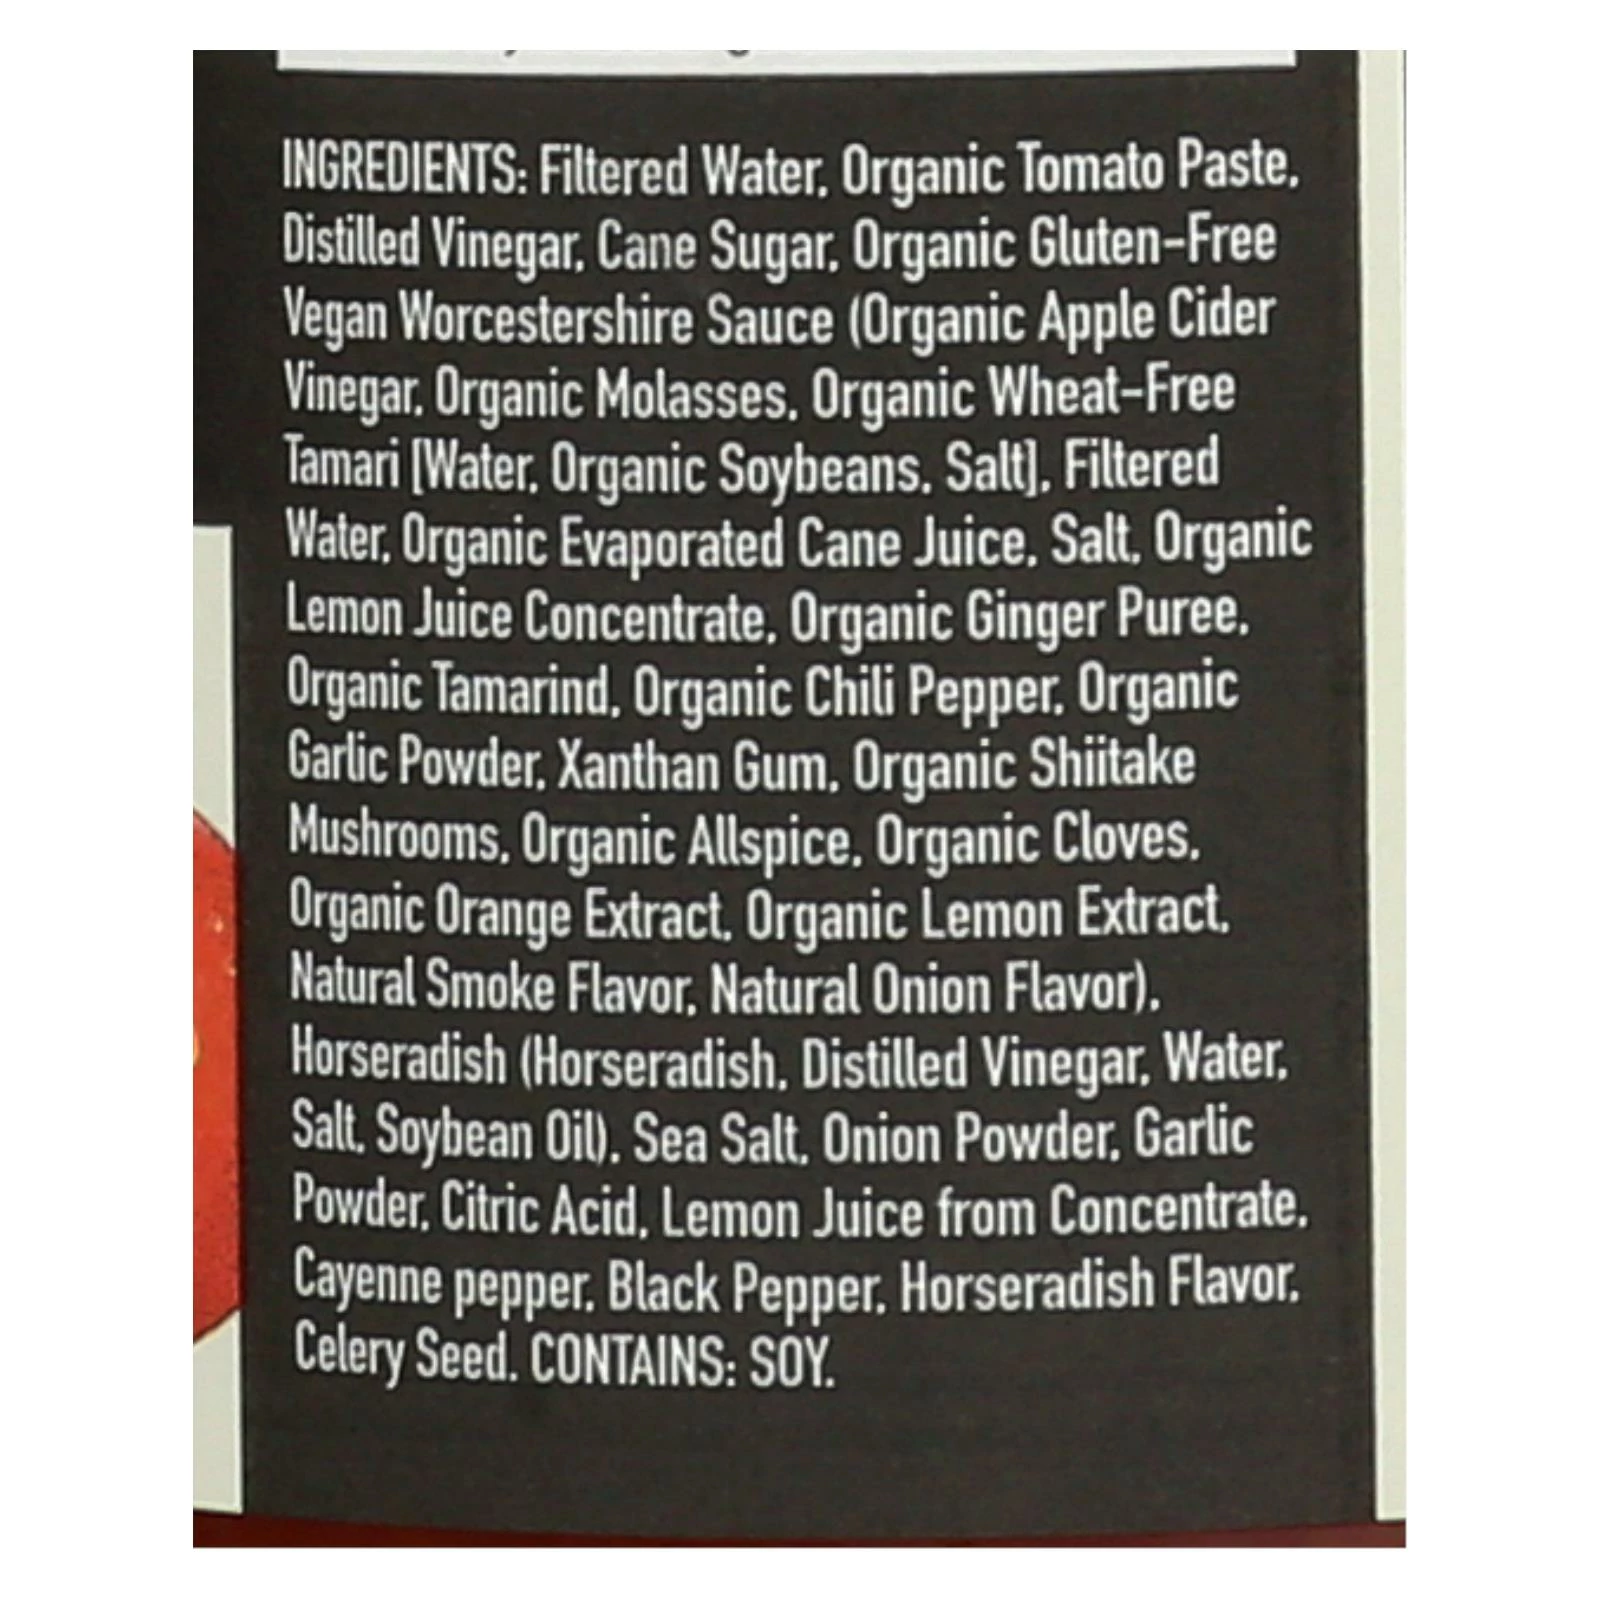 INGREDIENTS: Filtered Water, Organic Tomato Paste,
Distilled Vinegar, Cane Sugar, Organic Gluten-Free
Vegan Worcestershire Sauce (Organic Apple Cider
Vinegar, Organic Molasses, Organic Wheat-Free
Tamari [Water, Organic Soybeans, Salt], Filtered
Water, Organic Evaporated Cane Juice, Salt, Organic
Lemon Juice Concentrate, Organic Ginger Puree,
Organic Tamarind, Organic Chili Pepper, Organic
Garlic Powder, Xanthan Gum, Organic Shiitake
Mushrooms, Organic Allspice, Organic Cloves,
Organic Orange Extract, Organic Lemon Extract,
Natural Smoke Flavor, Natural Onion Flavor),
Horseradish (Horseradish, Distilled Vinegar, Water,
Salt, Soybean Oil), Sea Salt, Onion Powder, Garlic
Powder, Citric Acid, Lemon Juice from Concentrate,
Cayenne pepper, Black Pepper, Horseradish Flavor,
Celery Seed. CONTAINS: SOY.